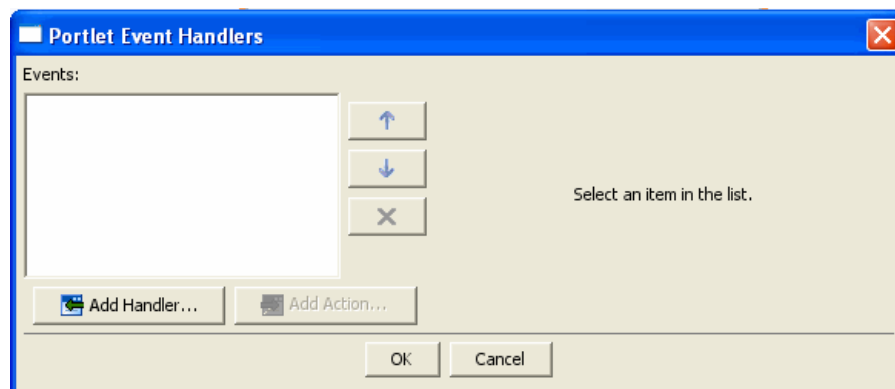 Portlet Event Handlers
Events:
Select an item in the list.
Add Handler...
Add Action...
OK
Cancel